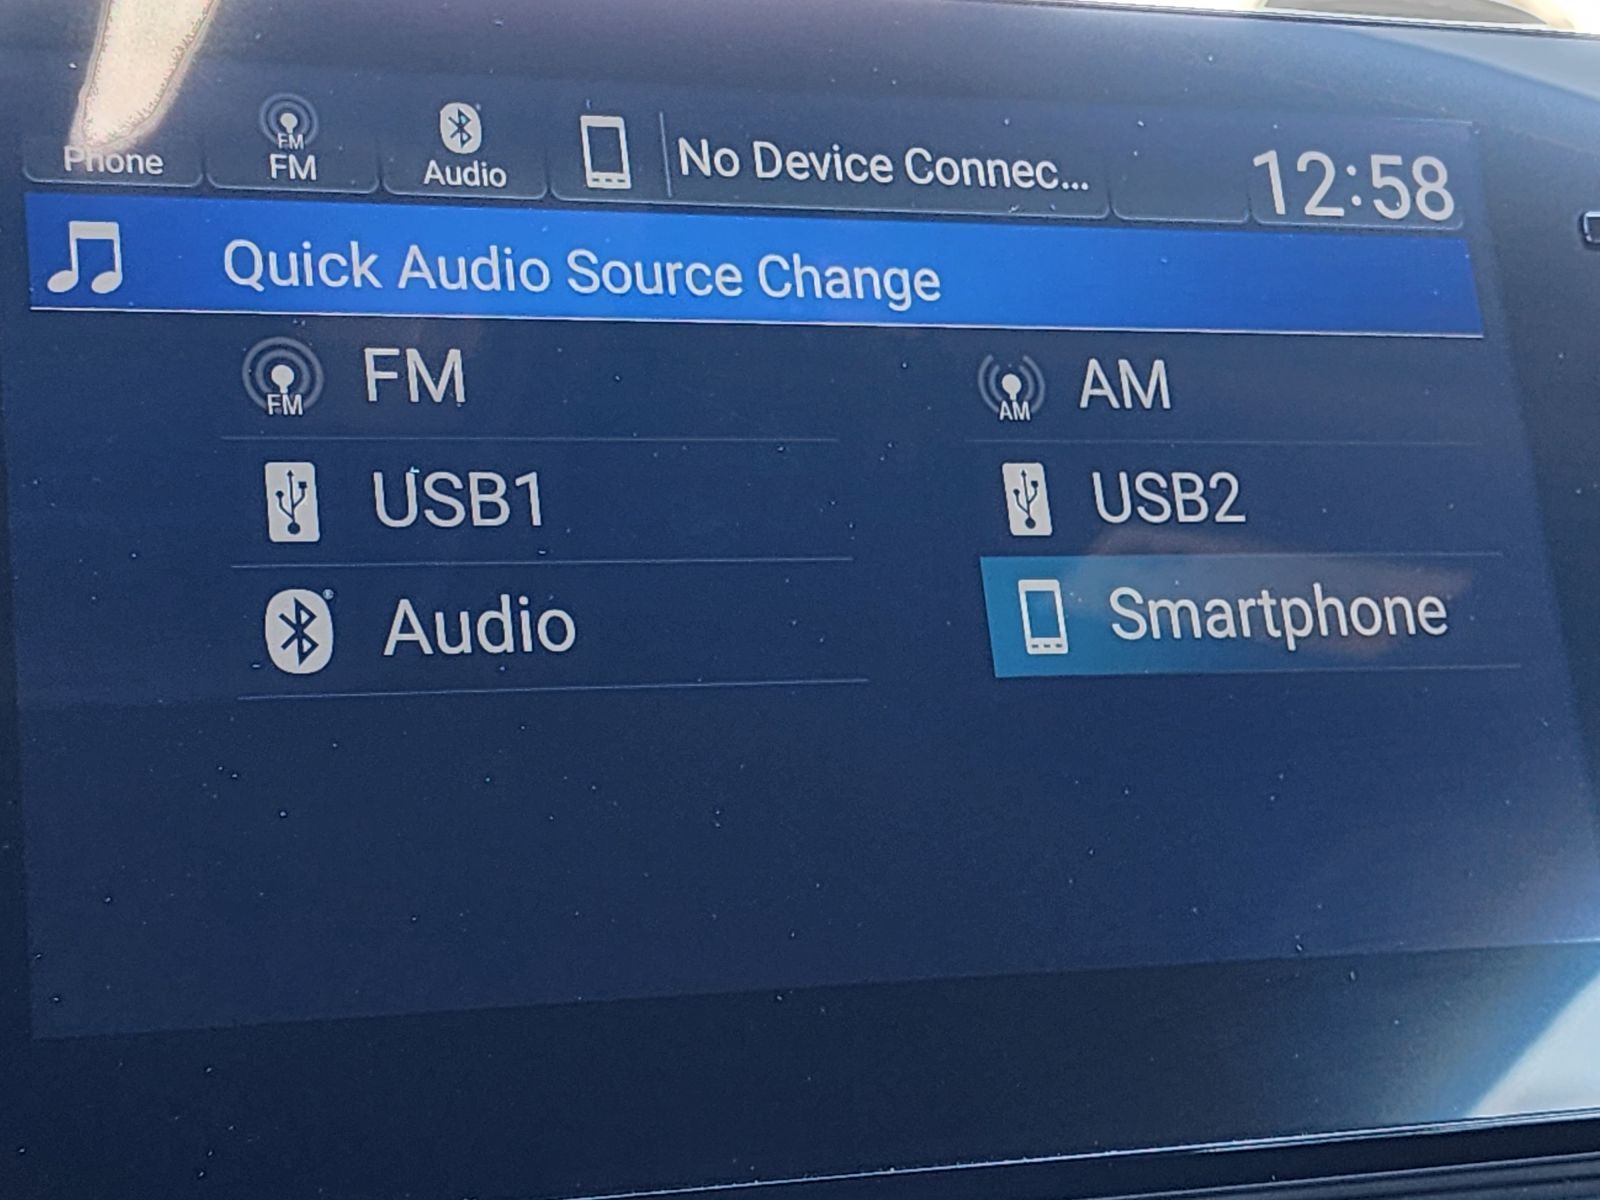 Phone
FM
FM
Audio
No Device Connec...
12:58
Quick Audio Source Change
FM
FM
AM
AM
USB1
USB2
Audio
Smartphone